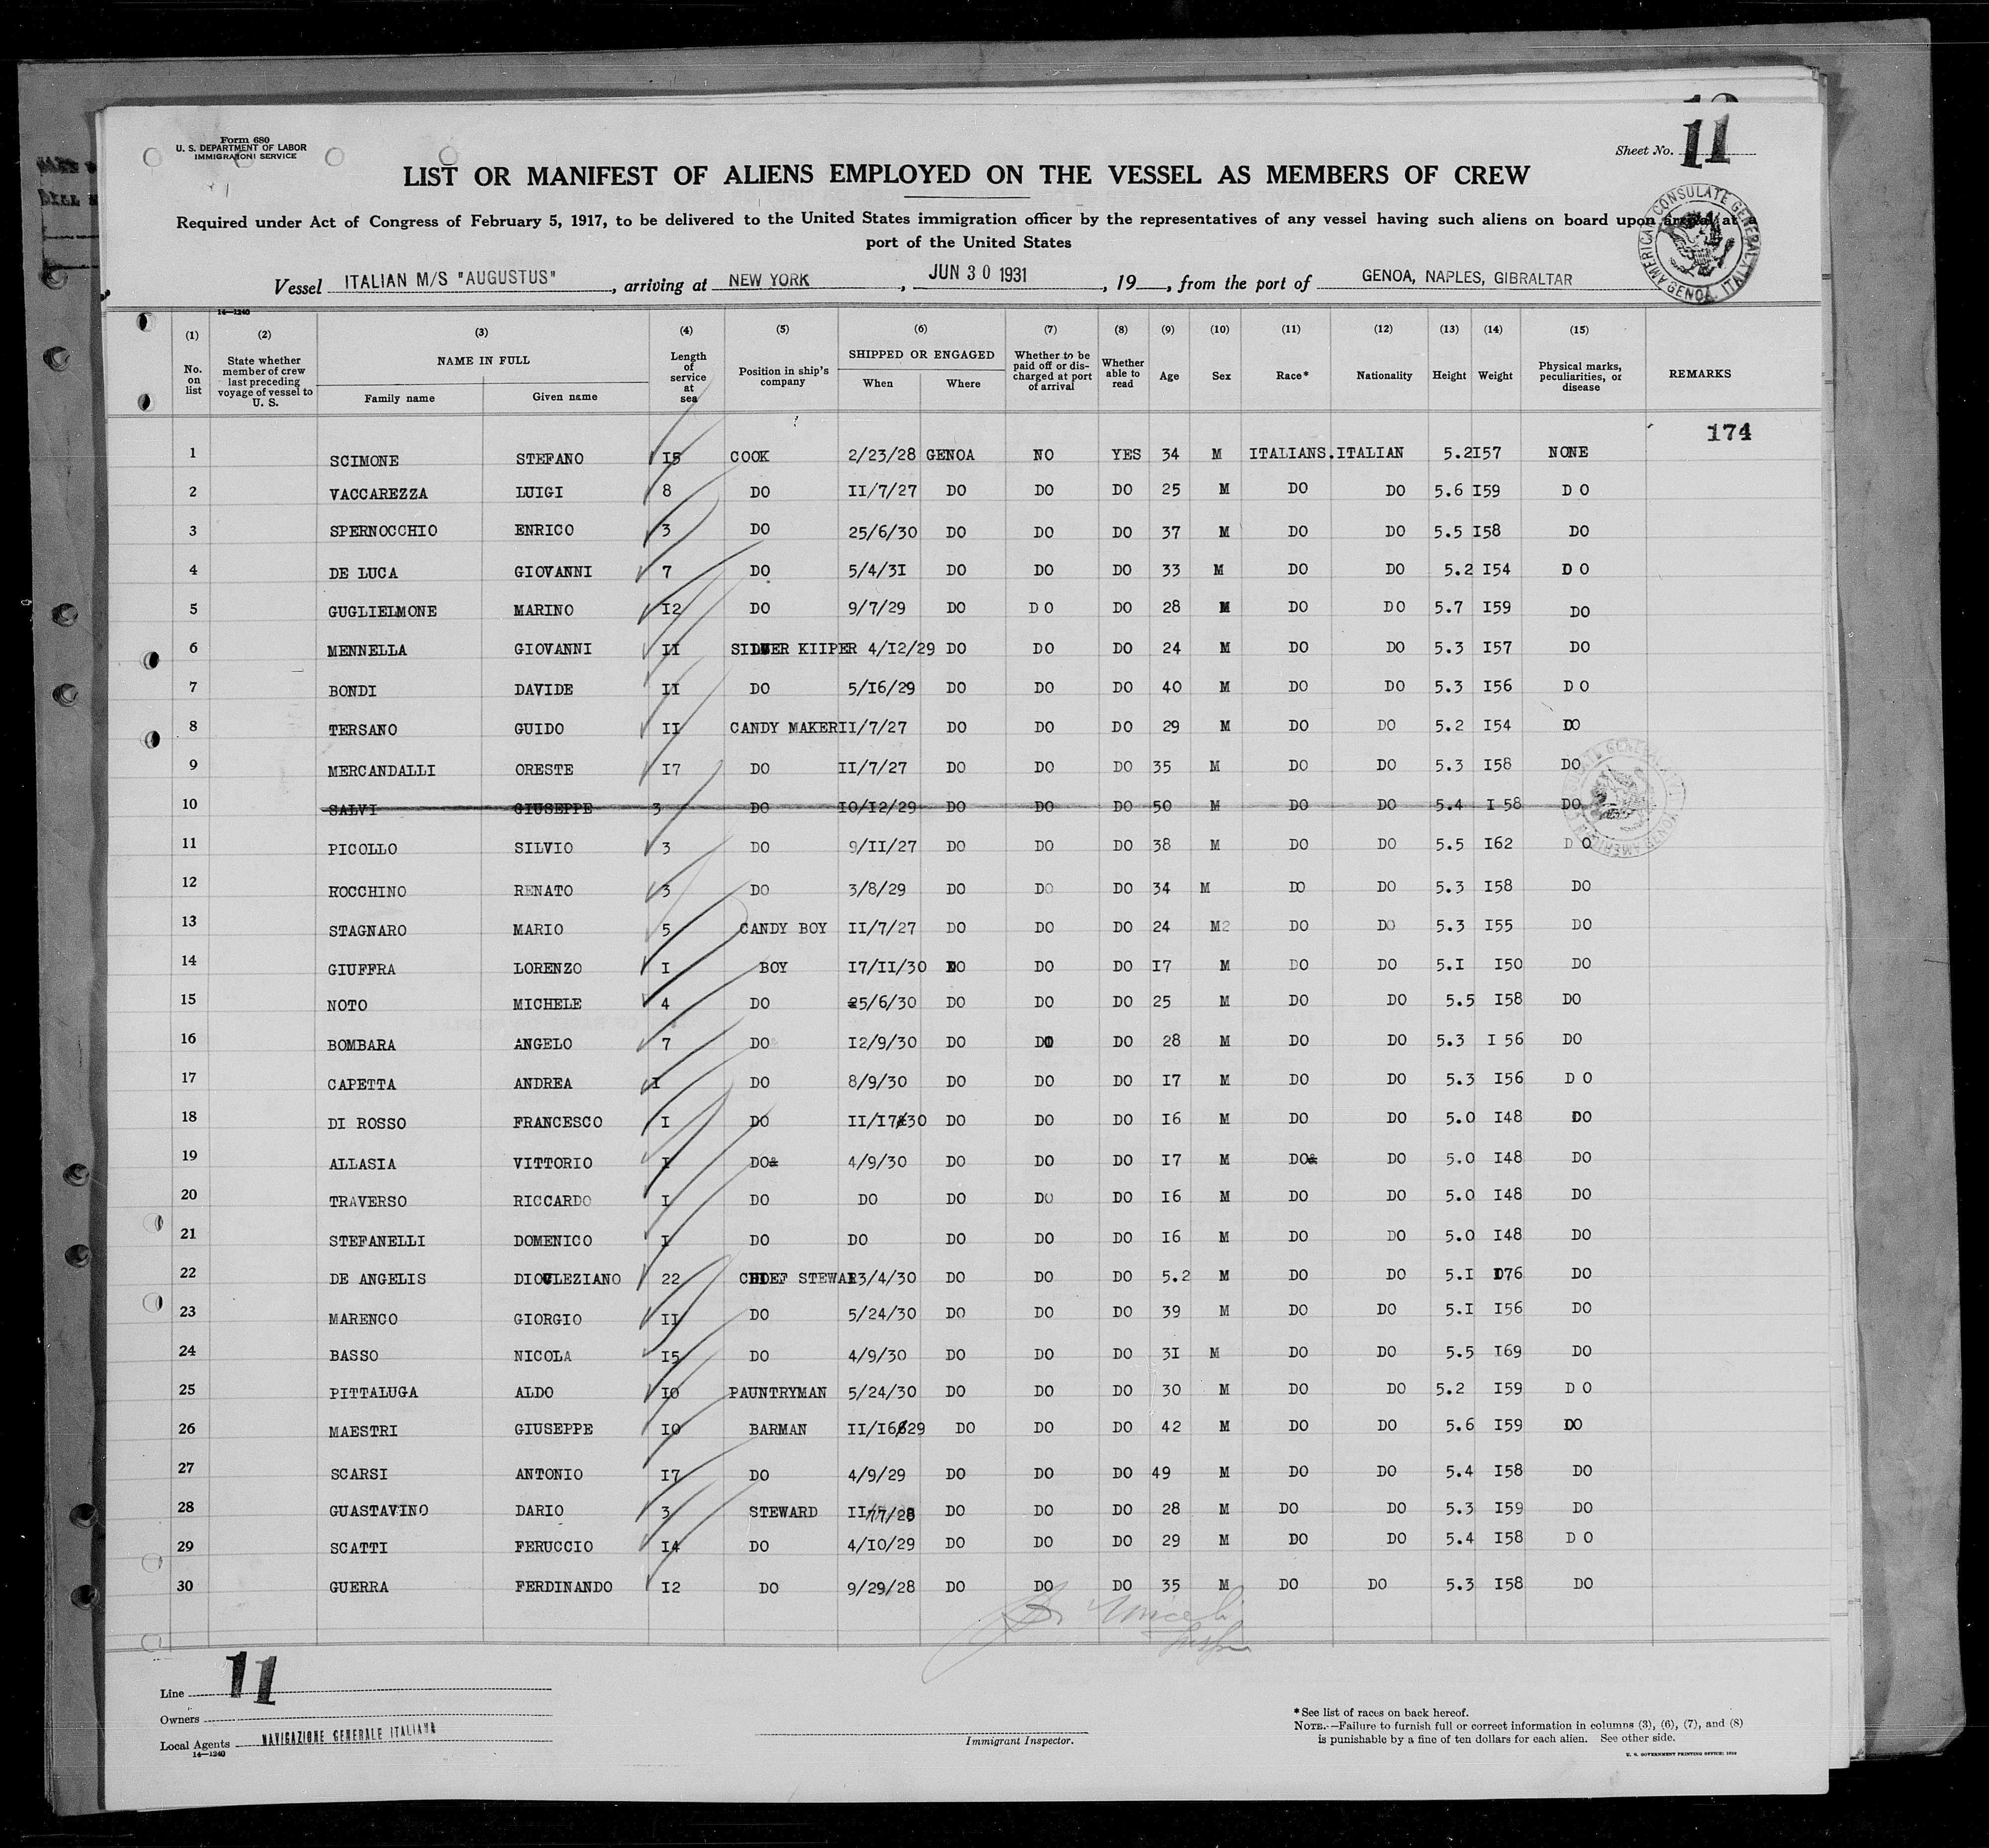 Form 680
U. S. DEPARTMENT OF LABOR
IMMIGRATIONI SERVICE
Sheet No. 11
LIST OR MANIFEST OF ALIENS EMPLOYED ON THE VESSEL AS MEMBERS OF CREW
Required under Act of Congress of February 5, 1917, to be delivered to the United States immigration officer by the representatives of any vessel having such aliens on board upon arrival at a
port of the United States
AMERICAN CONSULATE GENERAL GENOA, ITALY
Vessel ITALIAN M/S "AUGUSTUS", arriving at NEW YORK, JUN 30 1931, 19__, from the port of GENOA, NAPLES, GIBRALTAR
14—1240
(1) No. on list (2) State whether member of crew last preceding voyage of vessel to U. S. (3) NAME IN FULL Family name Given name (4) Length of service at sea (5) Position in ship's company (6) SHIPPED OR ENGAGED When Where (7) Whether to be paid off or discharged at port of arrival (8) Whether able to read (9) Age (10) Sex (11) Race* (12) Nationality (13) Height (14) Weight (15) Physical marks, peculiarities, or disease REMARKS
174
1 SCIMONE STEFANO I5 COOK 2/23/28 GENOA NO YES 34 M ITALIANS. ITALIAN 5.2 I57 NONE
2 VACCAREZZA LUIGI 8 DO II/7/27 DO DO DO 25 M DO DO 5.6 I59 D O
3 SPERNOCCHIO ENRICO 3 DO 25/6/30 DO DO DO 37 M DO DO 5.5 I58 DO
4 DE LUCA GIOVANNI 7 DO 5/4/3I DO DO DO 33 M DO DO 5.2 I54 D O
5 GUGLIELMONE MARINO I2 DO 9/7/29 DO D O DO 28 M DO DO 5.7 I59 DO
6 MENNELLA GIOVANNI II KIIPER 4/I2/29 DO DO DO 24 M DO DO 5.3 I57 DO
7 BONDI DAVIDE II DO 5/I6/29 DO DO DO 40 M DO DO 5.3 I56 D O
8 TERSANO GUIDO II CANDY MAKER II/7/27 DO DO DO 29 M DO DO 5.2 I54 DO
9 MERCANDALLI ORESTE I7 DO II/7/27 DO DO DO 35 M DO DO 5.3 I58 DO
10 SALVI GIUSEPPE 3 DO I0/I2/29 DO DO DO 50 M DO DO 5.4 I 58 DO
11 PICOLLO SILVIO 3 DO 9/II/27 DO DO DO 38 M DO DO 5.5 I62 D O
12 ROCCHINO RENATO 3 DO 3/8/29 DO DO DO 34 M DO DO 5.3 I58 DO
13 STAGNARO MARIO 5 CANDY BOY II/7/27 DO DO DO 24 M2 DO DO 5.3 I55 DO
14 GIUFFRA LORENZO I BOY I7/II/30 DO DO DO I7 M DO DO 5.I I50 DO
15 NOTO MICHELE 4 DO 25/6/30 DO DO DO 25 M DO DO 5.5 I58 DO
16 BOMBARA ANGELO 7 DO I2/9/30 DO DO DO 28 M DO DO 5.3 I 56 DO
17 CAPETTA ANDREA I DO 8/9/30 DO DO DO I7 M DO DO 5.3 I56 D O
18 DI ROSSO FRANCESCO I DO II/I7/30 DO DO DO I6 M DO DO 5.0 I48 DO
19 ALLASIA VITTORIO I DO& 4/9/30 DO DO DO I7 M DO& DO 5.0 I48 DO
20 TRAVERSO RICCARDO I DO DO DO DO DO I6 M DO DO 5.0 I48 DO
21 STEFANELLI DOMENICO I DO DO DO DO DO I6 M DO DO 5.0 I48 DO
22 DE ANGELIS DIOCLEZIANO 22 CHIEF STEWAR 3/4/30 DO DO DO 5.2 M DO DO 5.I I76 DO
23 MARENCO GIORGIO II DO 5/24/30 DO DO DO 39 M DO DO 5.I I56 DO
24 BASSO NICOLA I5 DO 4/9/30 DO DO DO 3I M DO DO 5.5 I69 DO
25 PITTALUGA ALDO I0 PAUNTRYMAN 5/24/30 DO DO DO 30 M DO DO 5.2 I59 D O
26 MAESTRI GIUSEPPE I0 BARMAN II/I6/29 DO DO DO 42 M DO DO 5.6 I59 DO
27 SCARSI ANTONIO I7 DO 4/9/29 DO DO DO 49 M DO DO 5.4 I58 DO
28 GUASTAVINO DARIO 3 STEWARD DO DO DO 28 M DO DO 5.3 I59 DO
29 SCATTI FERUCCIO I4 DO 4/I0/29 DO DO DO 29 M DO DO 5.4 I58 D O
30 GUERRA FERDINANDO I2 DO 9/29/28 DO DO DO 35 M DO DO 5.3 I58 DO
Line 11
Owners
Local Agents NAVIGAZIONE GENERALE ITALIANA
14—1240
Immigrant Inspector.
*See list of races on back hereof.
NOTE.—Failure to furnish full or correct information in columns (3), (6), (7), and (8)
is punishable by a fine of ten dollars for each alien. See other side.